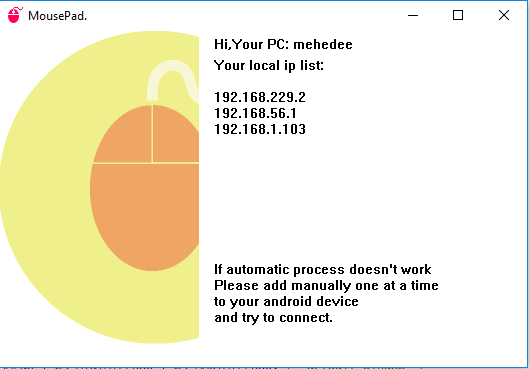 MousePad.
Hi,Your PC: mehedee
Your local ip list:
192.168.229.2
192.168.56.1
192.168.1.103
If automatic process doesn't work
Please add manually one at a time
to your android device
and try to connect.